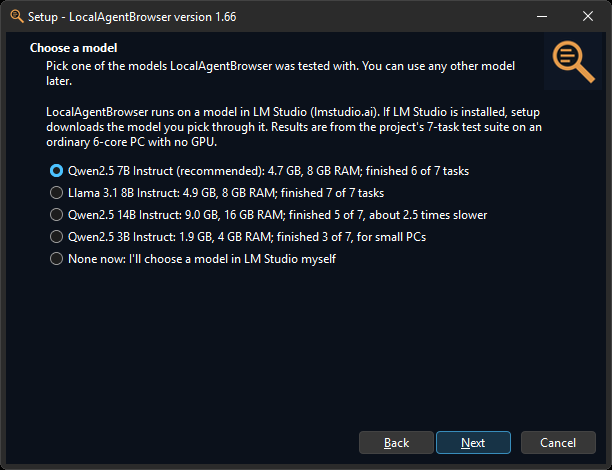 Setup - LocalAgentBrowser version 1.66
Choose a model
Pick one of the models LocalAgentBrowser was tested with. You can use any other model
later.
LocalAgentBrowser runs on a model in LM Studio (lmstudio.ai). If LM Studio is installed, setup
downloads the model you pick through it. Results are from the project's 7-task test suite on an
ordinary 6-core PC with no GPU.
Qwen2.5 7B Instruct (recommended): 4.7 GB, 8 GB RAM; finished 6 of 7 tasks
Llama 3.1 8B Instruct: 4.9 GB, 8 GB RAM; finished 7 of 7 tasks
Qwen2.5 14B Instruct: 9.0 GB, 16 GB RAM; finished 5 of 7, about 2.5 times slower
Qwen2.5 3B Instruct: 1.9 GB, 4 GB RAM; finished 3 of 7, for small PCs
None now: I'll choose a model in LM Studio myself
Back
Next
Cancel